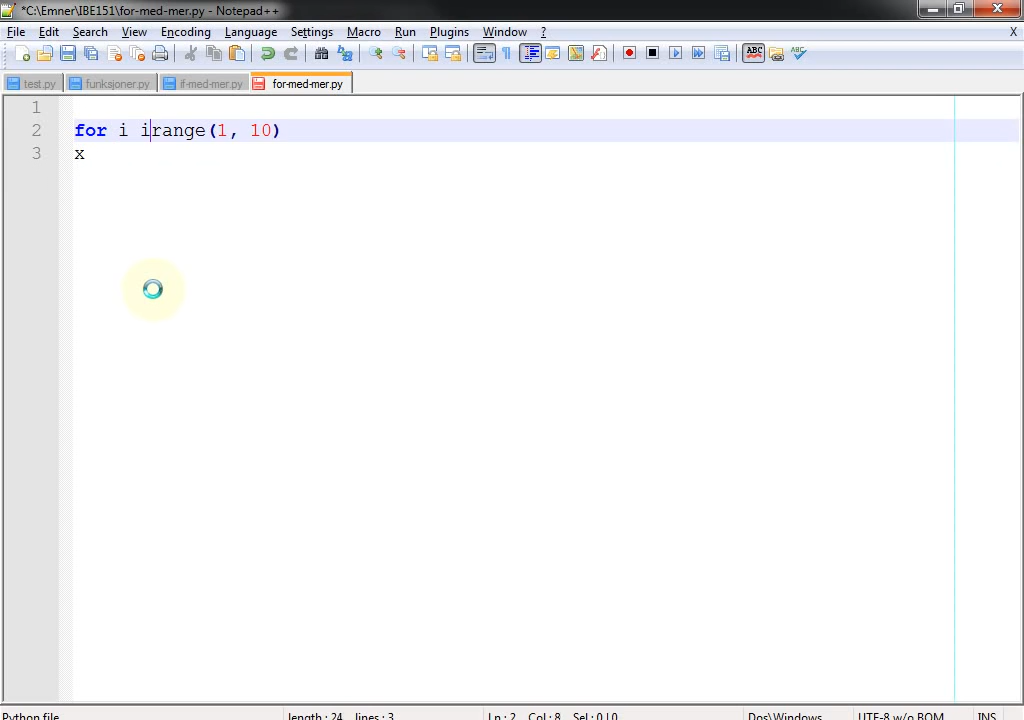 *C:\Emner\IBE151\for-med-mer.py - Notepad++
File Edit Search View Encoding Language Settings Macro Run Plugins Window ? X
ABC ABC
test.py funksjoner.py if-med-mer.py for-med-mer.py
1
2 for i irange(1, 10)
3 x
Python file length : 24 lines : 3 Ln : 2 Col : 8 Sel : 0 | 0 Dos\Windows UTF-8 w/o BOM INS